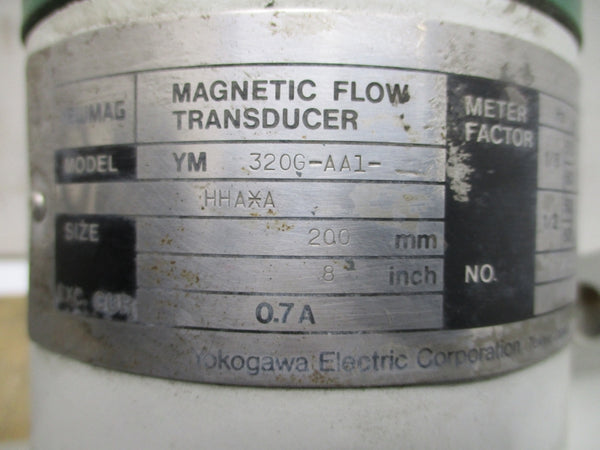 MAGNETIC FLOW
TRANSDUCER
METER
FACTOR
MODEL YM 320G-AA1-
HHA*A
SIZE 200 mm
8 inch
NO.
0.7A
Yokogawa Electric Corporation